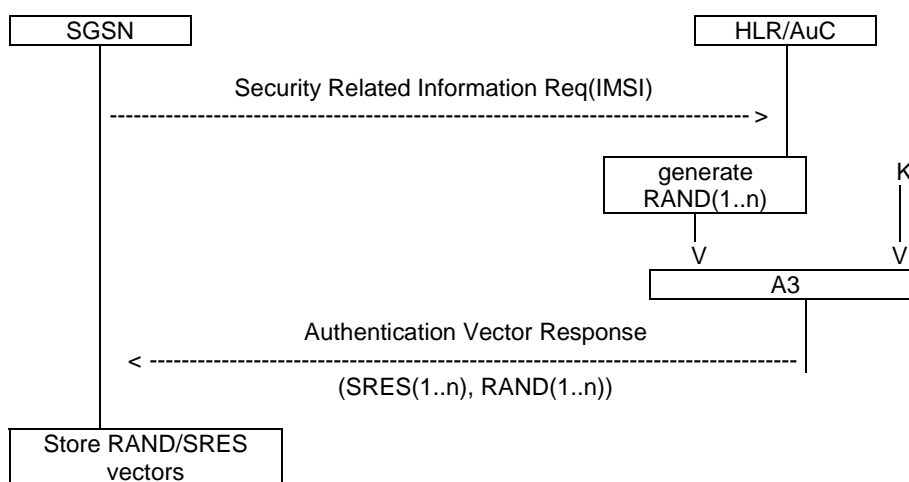 SGSN
HLR/AuC
Security Related Information Req(IMSI)
---------------------------------------------------------------------------------- >
generate
RAND(1..n)
K
V
V
A3
Authentication Vector Response
< -----------------------------------------------------------------------------------
(SRES(1..n), RAND(1..n))
Store RAND/SRES
vectors